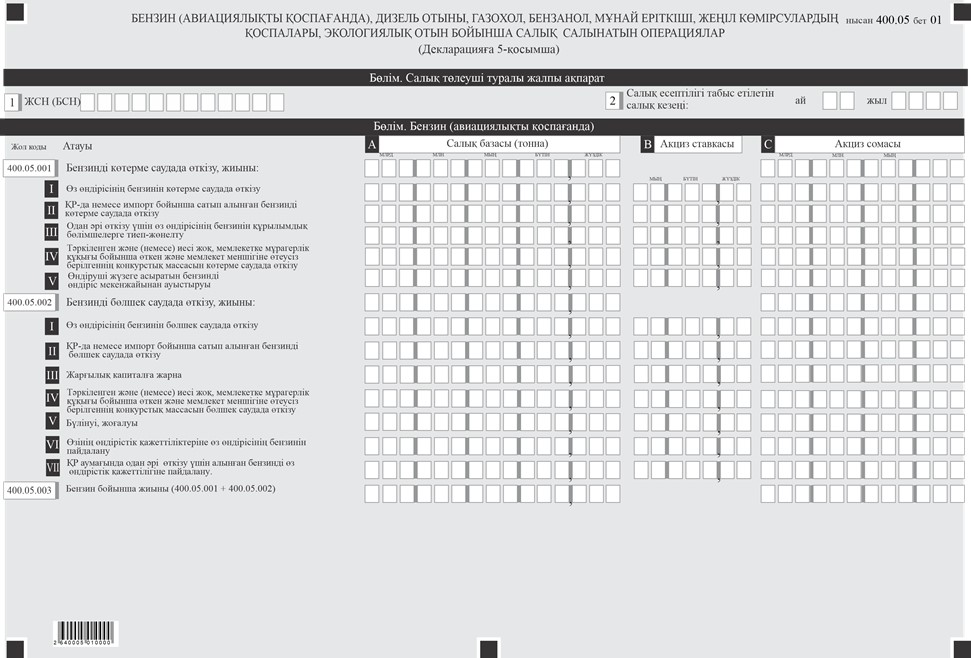 БЕНЗИН (АВИАЦИЯЛЫҚТЫ ҚОСПАҒАНДА), ДИЗЕЛЬ ОТЫНЫ, ГАЗОХОЛ, БЕНЗАНОЛ, МҰНАЙ ЕРІТКІШІ, ЖЕҢІЛ КӨМІРСУЛАРДЫҢ нысан 400.05 бет 01
ҚОСПАЛАРЫ, ЭКОЛОГИЯЛЫҚ ОТЫН БОЙЫНША САЛЫҚ САЛЫНАТЫН ОПЕРАЦИЯЛАР
(Декларацияға 5-қосымша)
Бөлім. Салық төлеуші туралы жалпы ақпарат
1 ЖСН (БСН) 2 Салық есептілігі табыс етілетін салық кезеңі: ай жыл
Бөлім. Бензин (авиациялықты қоспағанда)
Жол коды Атауы A Салық базасы (тонна) B Акциз ставкасы C Акциз сомасы
МЛРД МЛН МЫҢ БҮТІН ЖҮЗДІК МЛРД МЛН МЫҢ
400.05.001 Бензинді көтерме саудада өткізу, жиыны:
МЫҢ БҮТІН ЖҮЗДІК
I Өз өндірісінің бензинін көтерме саудада өткізу
II ҚР-да немесе импорт бойынша сатып алынған бензинді
көтерме саудада өткізу
III Одан әрі өткізу үшін өз өндірісінің бензинін құрылымдық
бөлімшелерге тиеп-жөнелту
IV Тәркіленген және (немесе) иесі жоқ, мемлекетке мұрагерлік
құқығы бойынша өткен және мемлекет меншігіне өтеусіз
берілгеннің конкурстық массасын көтерме саудада өткізу
V Өндіруші жүзеге асыратын бензинді
өндіріс мекенжайынан ауыстыруы
400.05.002 Бензинді бөлшек саудада өткізу, жиыны:
I Өз өндірісінің бензинін бөлшек саудада өткізу
II ҚР-да немесе импорт бойынша сатып алынған бензинді
бөлшек саудада өткізу
III Жарғылық капиталға жарна
IV Тәркіленген және (немесе) иесі жоқ, мемлекетке мұрагерлік
құқығы бойынша өткен және мемлекет меншігіне өтеусіз
берілгеннің конкурстық массасын бөлшек саудада өткізу
V Бүлінуі, жоғалуы
VI Өзінің өндірістік қажеттіліктеріне өз өндірісінің бензинін
пайдалану
VII ҚР аумағында одан әрі өткізу үшін алынған бензинді өз
өндірістік қажеттілігіне пайдалану.
400.05.003 Бензин бойынша жиыны (400.05.001 + 400.05.002)
2640005010000